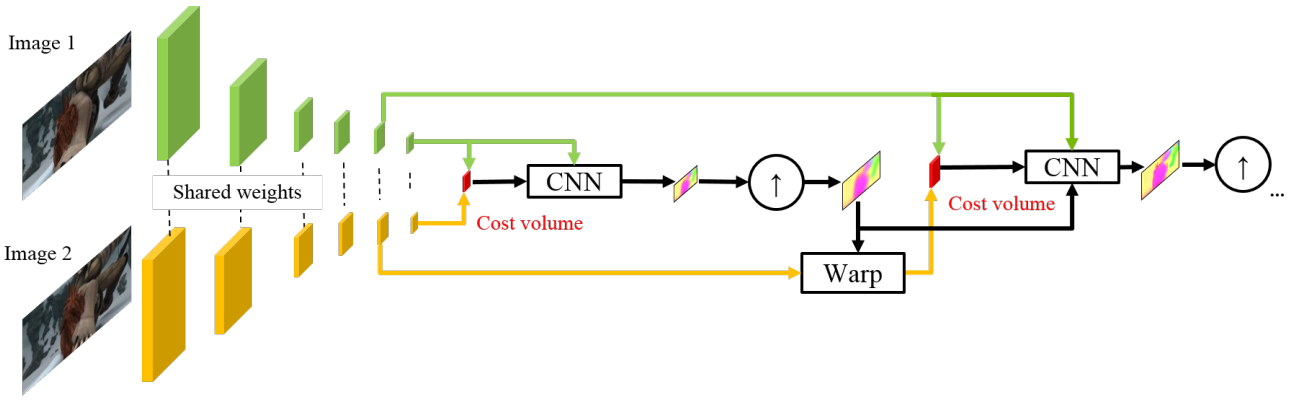 Image 1
Shared weights
Image 2
CNN
↑
Cost volume
Warp
CNN
Cost volume
↑
...